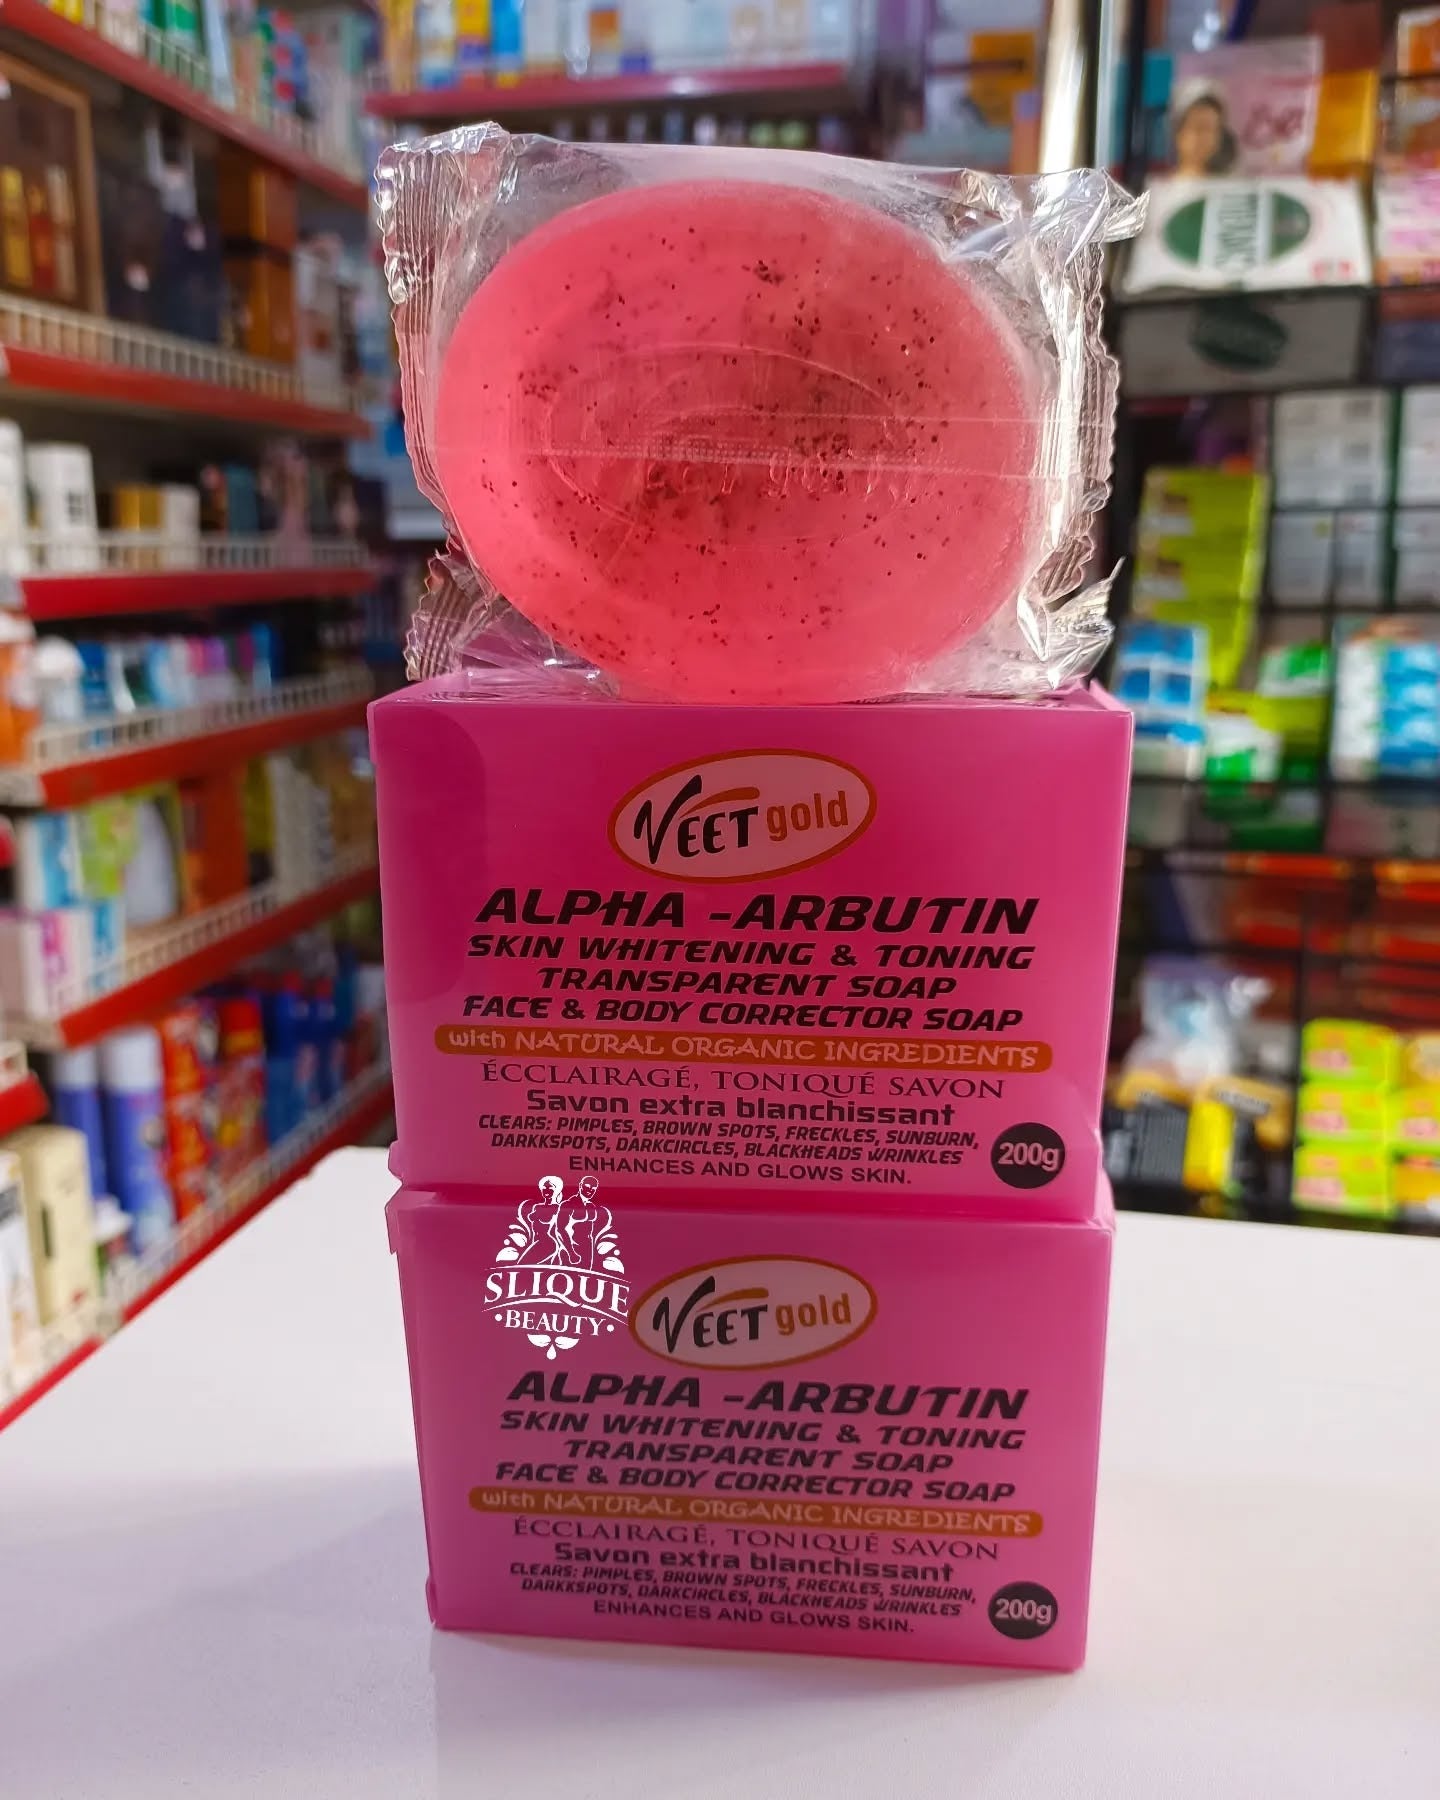 VEET gold
ALPHA -ARBUTIN
SKIN WHITENING & TONING
TRANSPARENT SOAP
FACE & BODY CORRECTOR SOAP
with NATURAL ORGANIC INGREDIENTS
ÉCCLAIRAGÉ, TONIQUÉ SAVON
Savon extra blanchissant
CLEARS: PIMPLES, BROWN SPOTS, FRECKLES, SUNBURN,
DARKKSPOTS, DARKCIRCLES, BLACKHEADS WRINKLES
ENHANCES AND GLOWS SKIN.
200g
SLIQUE
•BEAUTY•
VEET gold
ALPHA -ARBUTIN
SKIN WHITENING & TONING
TRANSPARENT SOAP
FACE & BODY CORRECTOR SOAP
with NATURAL ORGANIC INGREDIENTS
ÉCCLAIRAGÉ, TONIQUÉ SAVON
Savon extra blanchissant
CLEARS: PIMPLES, BROWN SPOTS, FRECKLES, SUNBURN,
DARKKSPOTS, DARKCIRCLES, BLACKHEADS WRINKLES
ENHANCES AND GLOWS SKIN.
200g